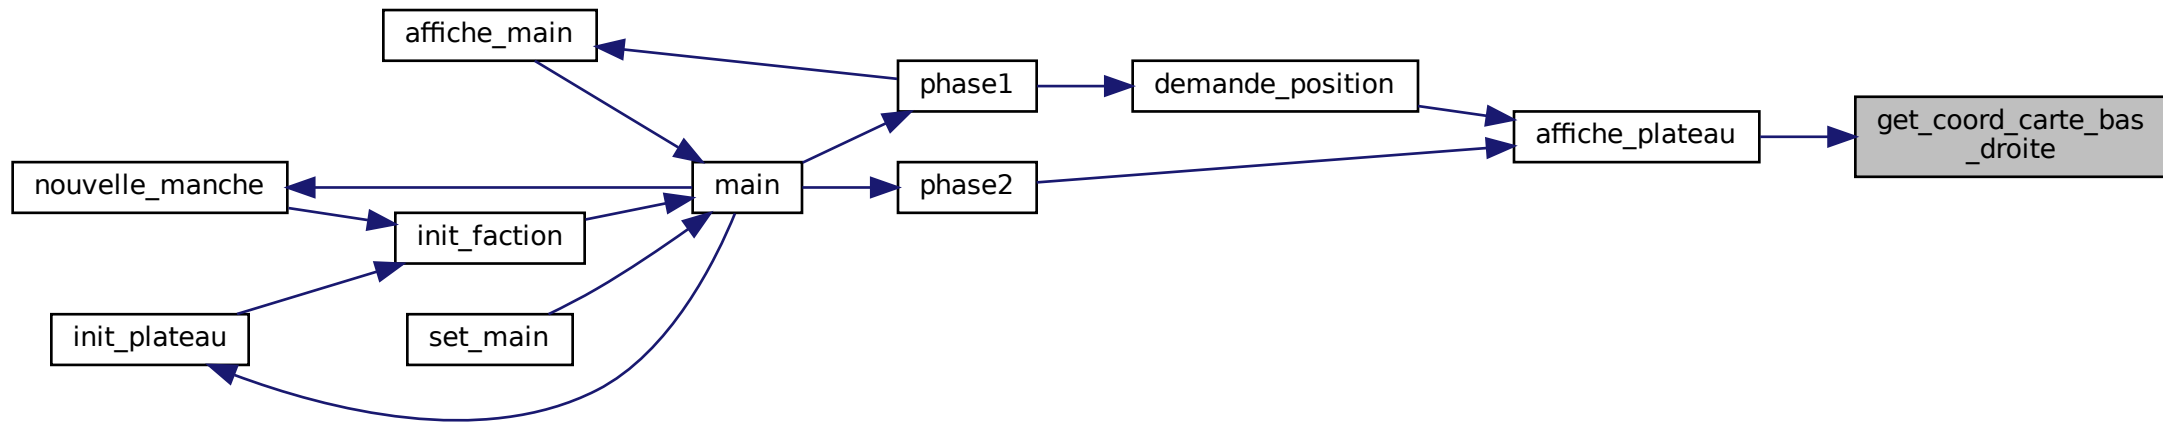 affiche_main
phase1
demande_position
get_coord_carte_bas
_droite
affiche_plateau
nouvelle_manche
main
phase2
init_faction
init_plateau
set_main